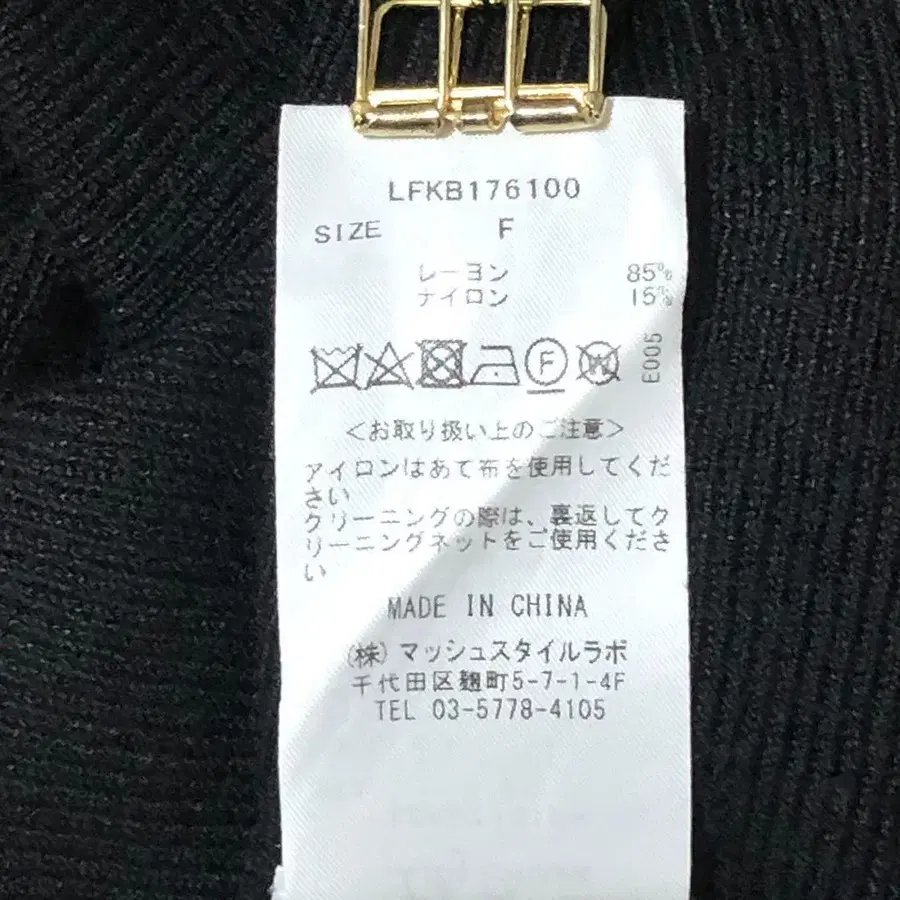 LFKB176100
SIZE F
レーヨン 85%
ナイロン 15%
F W E005
<お取り扱い上のご注意>
アイロンはあて布を使用してくだ
さい
クリーニングの際は、裏返してク
リーニングネットをご使用くださ
い
MADE IN CHINA
(株) マッシュスタイルラボ
千代田区麹町5-7-1-4F
TEL 03-5778-4105